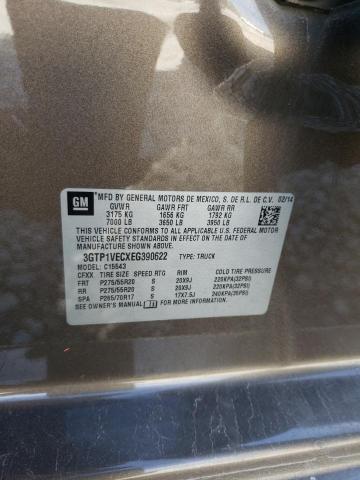 GM
MFD BY GENERAL MOTORS DE MEXICO, S. DE R.L. DE C.V. 02/14
GVWR GAWR FRT GAWR RR
3175 KG 1656 KG 1792 KG
7000 LB 3650 LB 3950 LB
THIS VEHICLE CONFORMS TO ALL APPLICABLE U.S. FEDERAL MOTOR
VEHICLE SAFETY AND THEFT PREVENTION STANDARDS IN EFFECT ON THE DATE OF
MANUFACTURE SHOWN ABOVE.
3GTP1VECXEG390622 TYPE: TRUCK
MODEL: C15543
CFXX TIRE SIZE SPEED RTG RIM COLD TIRE PRESSURE
FRT P275/55R20 S 20X9J 220KPA(32PSI)
RR P275/55R20 S 20X9J 220KPA(32PSI)
SPA P265/70R17 S 17X7.5J 240KPA(35PSI)
SEE OWNER'S MANUAL FOR MORE INFORMATION.